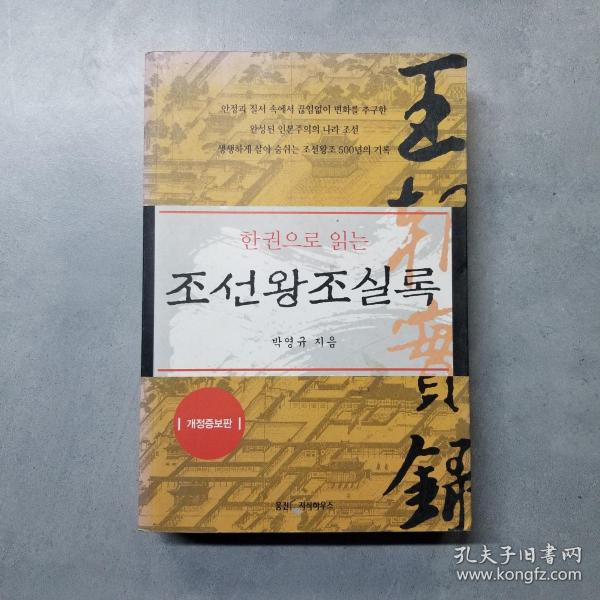 안정과 질서 속에서 끊임없이 변화를 추구한
완성된 인본주의의 나라 조선
생생하게 살아 숨쉬는 조선왕조 500년의 기록
한권으로 읽는
조선왕조실록
박영규 지음
개정증보판
웅진 지식하우스
王朝實錄
孔夫子旧书网
www.kongfz.com